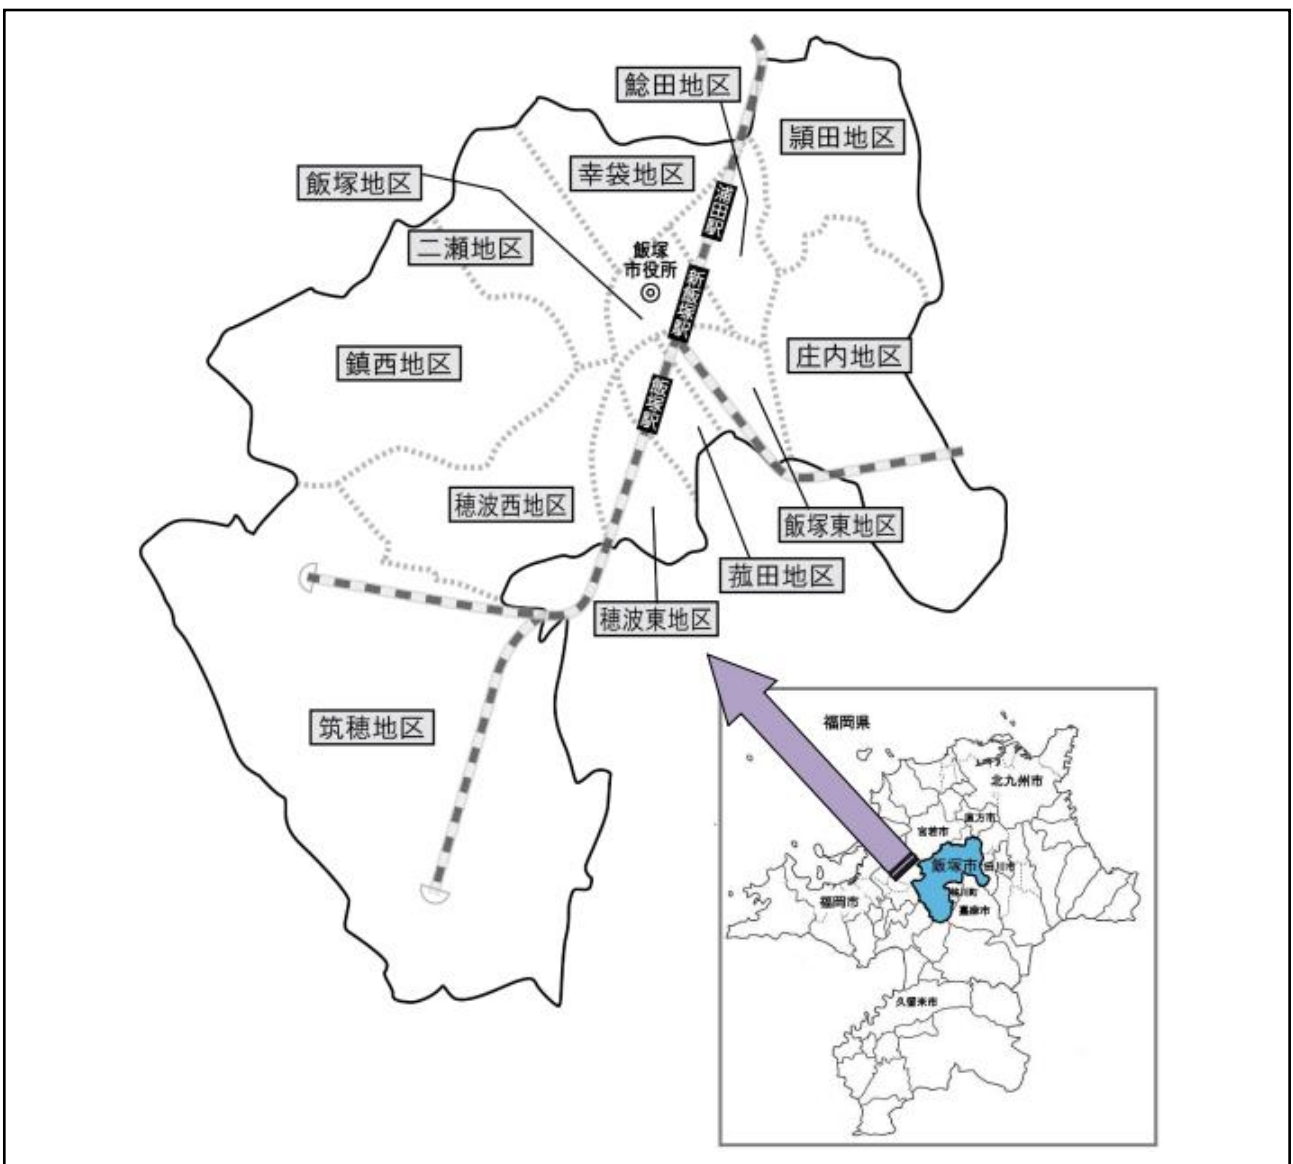 鯰田地区
頴田地区
幸袋地区
飯塚地区
浦田駅
二瀬地区
飯塚
市役所
新飯塚駅
鎮西地区
庄内地区
飯塚駅
穂波西地区
飯塚東地区
菰田地区
穂波東地区
筑穂地区
福岡県
北九州市
直方市
宮若市
飯塚市
田川市
福岡市
桂川町
嘉麻市
久留米市